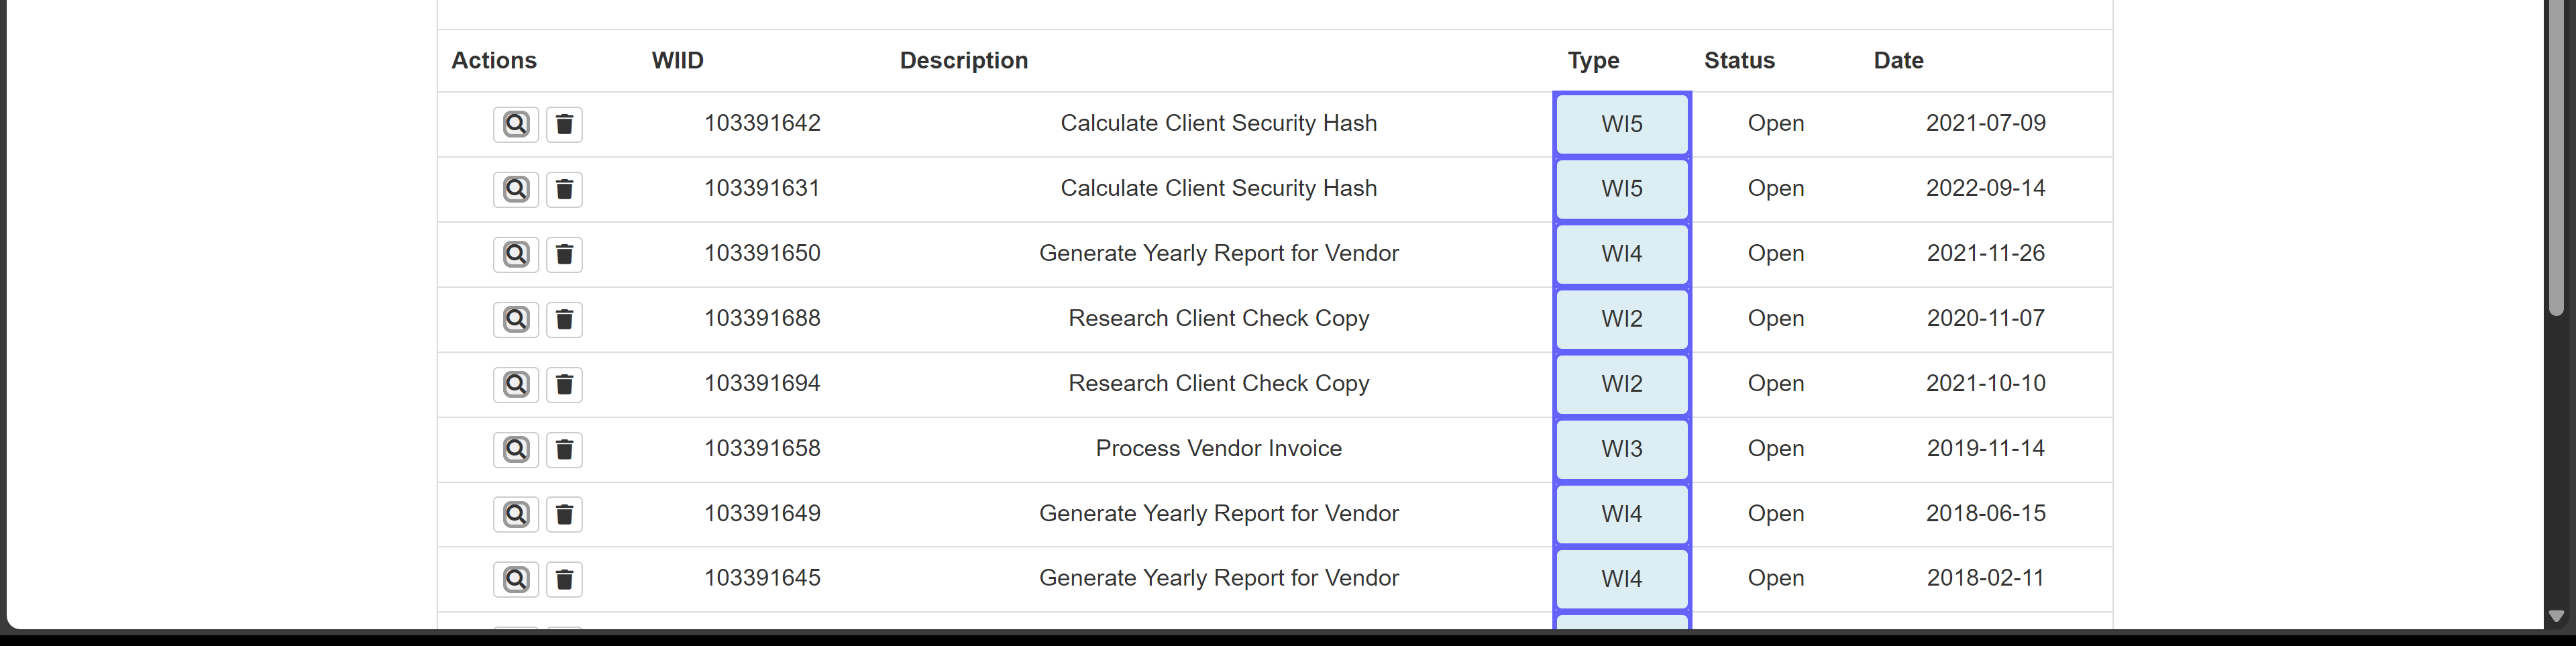 Actions WIID Description Type Status Date
103391642 Calculate Client Security Hash WI5 Open 2021-07-09
103391631 Calculate Client Security Hash WI5 Open 2022-09-14
103391650 Generate Yearly Report for Vendor WI4 Open 2021-11-26
103391688 Research Client Check Copy WI2 Open 2020-11-07
103391694 Research Client Check Copy WI2 Open 2021-10-10
103391658 Process Vendor Invoice WI3 Open 2019-11-14
103391649 Generate Yearly Report for Vendor WI4 Open 2018-06-15
103391645 Generate Yearly Report for Vendor WI4 Open 2018-02-11